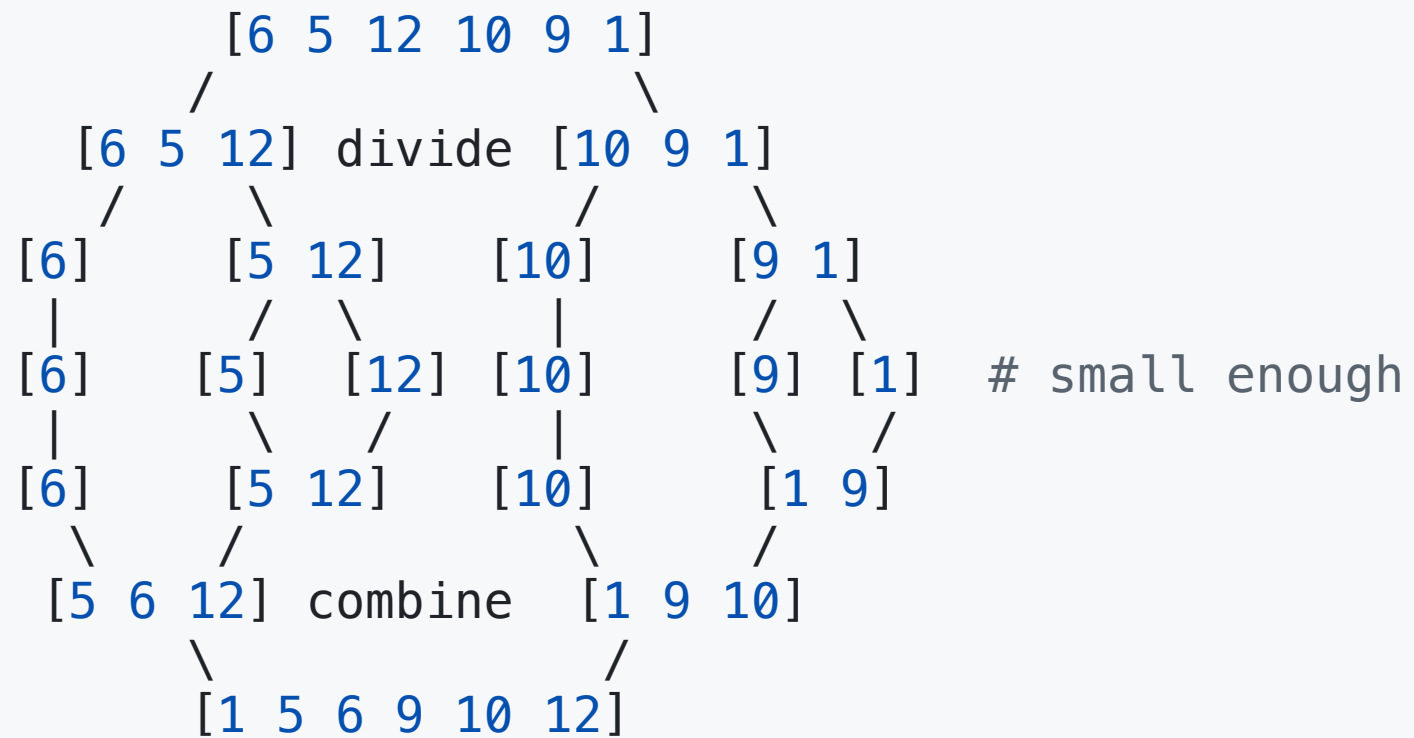 [6 5 12 10 9 1]
/ \
[6 5 12] divide [10 9 1]
/ \ / \
[6] [5 12] [10] [9 1]
| / \ | / \
[6] [5] [12] [10] [9] [1] # small enough
| \ / | \ /
[6] [5 12] [10] [1 9]
\ / \ /
[5 6 12] combine [1 9 10]
\ /
[1 5 6 9 10 12]